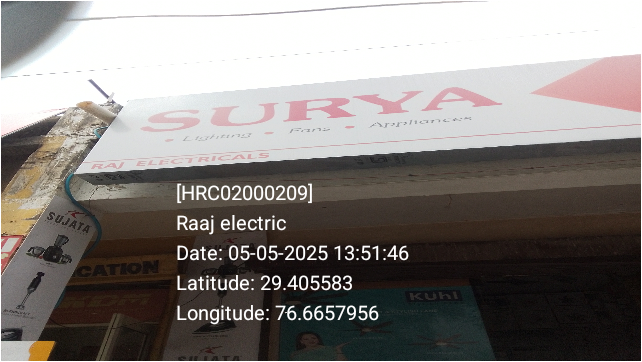 SURYA
• Lighting • Fans • Appliances
RAJ ELECTRICALS
[HRC02000209]
Raaj electric
Date: 05-05-2025 13:51:46
Latitude: 29.405583
Longitude: 76.6657956
SUJATA
CATION
KUHL
SUJATA